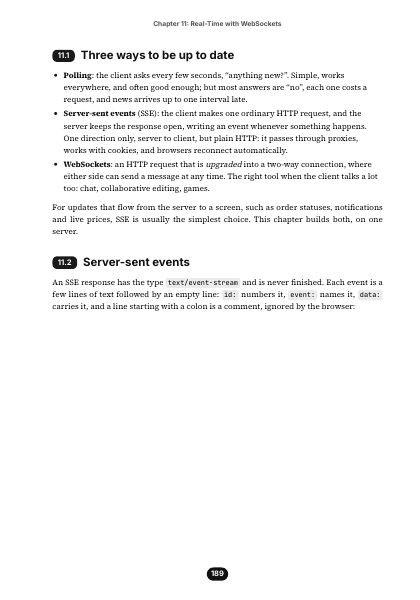 Chapter 11: Real-Time with WebSockets
11.1 Three ways to be up to date
• Polling: the client asks every few seconds, “anything new?”. Simple, works
everywhere, and often good enough; but most answers are “no”, each one costs a
request, and news arrives up to one interval late.
• Server-sent events (SSE): the client makes one ordinary HTTP request, and the
server keeps the response open, writing an event whenever something happens.
One direction only, server to client, but plain HTTP: it passes through proxies,
works with cookies, and browsers reconnect automatically.
• WebSockets: an HTTP request that is upgraded into a two-way connection, where
either side can send a message at any time. The right tool when the client talks a lot
too: chat, collaborative editing, games.
For updates that flow from the server to a screen, such as order statuses, notifications
and live prices, SSE is usually the simplest choice. This chapter builds both, on one
server.
11.2 Server-sent events
An SSE response has the type text/event-stream and is never finished. Each event is a
few lines of text followed by an empty line: id: numbers it, event: names it, data:
carries it, and a line starting with a colon is a comment, ignored by the browser:
189